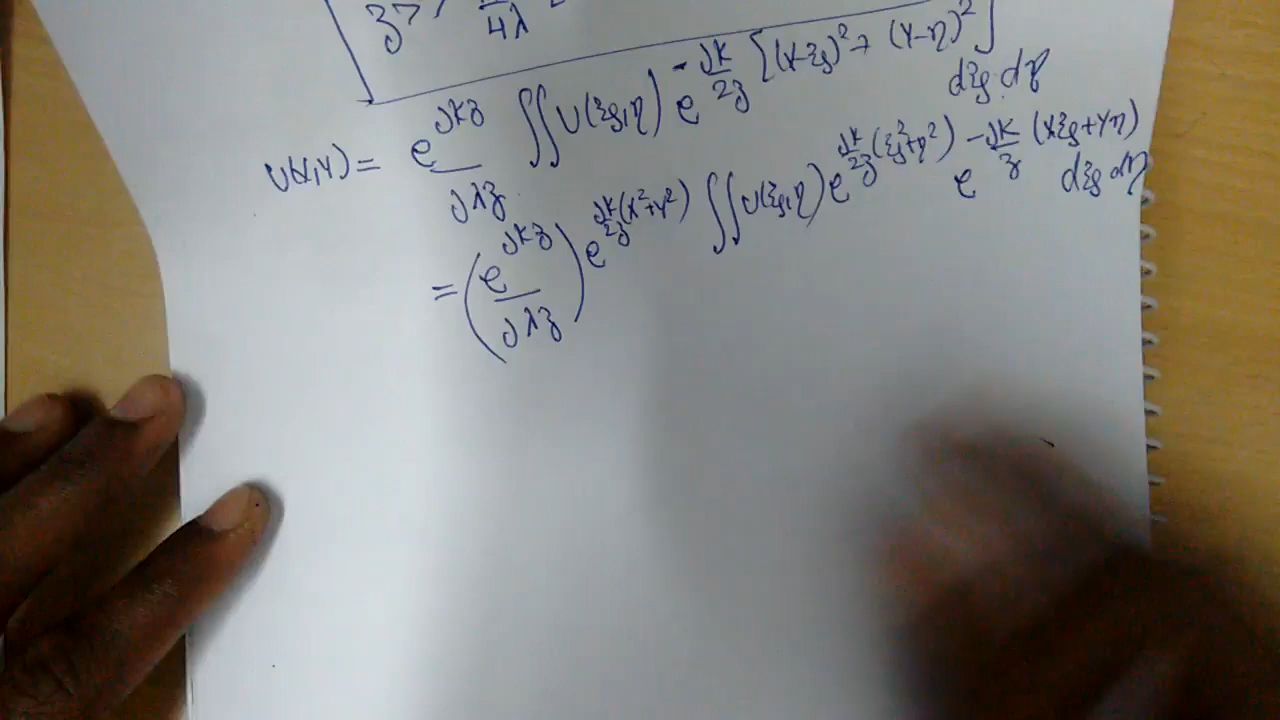 3 > / 4λ
U(x,y) = e^{jkz}/jλz ∬ U(ξ,η) e^{-jk/2z [(x-ξ)²+(y-η)²]} dξ dη
= (e^{jkz}/jλz) e^{jk/2z(x²+y²)} ∬ U(ξ,η) e^{jk/2z(ξ²+η²)} e^{-jk/z(xξ+yη)} dξ dη